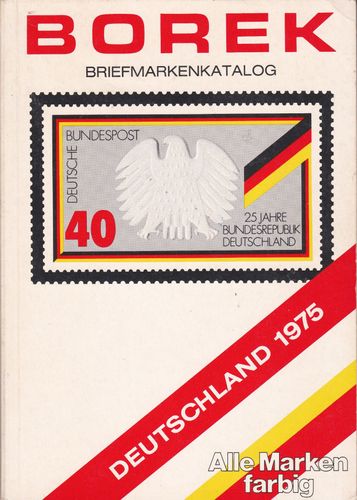 BOREK
BRIEFMARKENKATALOG
DEUTSCHE
BUNDESPOST
40
25 JAHRE
BUNDESREPUBLIK
DEUTSCHLAND
DEUTSCHLAND 1975
Alle Marken
farbig